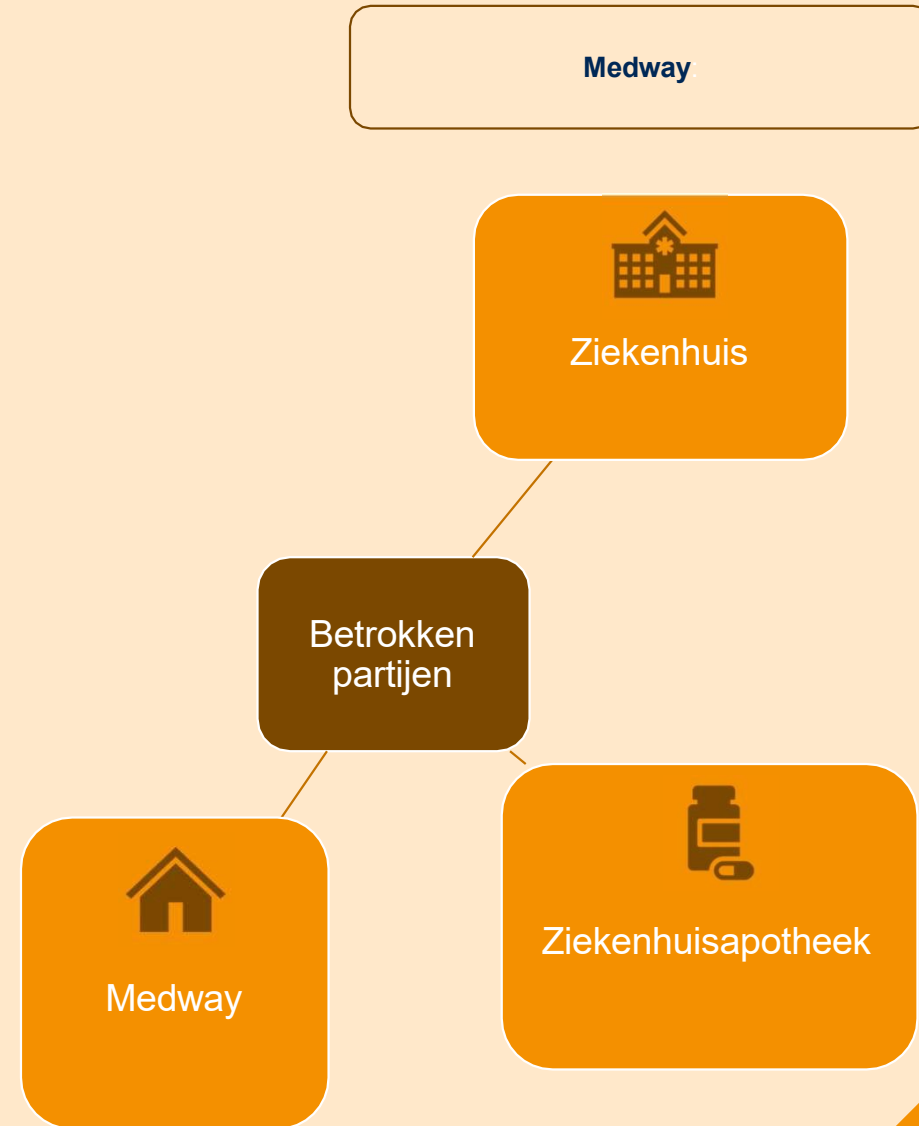 Medway
Ziekenhuis
Betrokken
partijen
Ziekenhuisapotheek
Medway